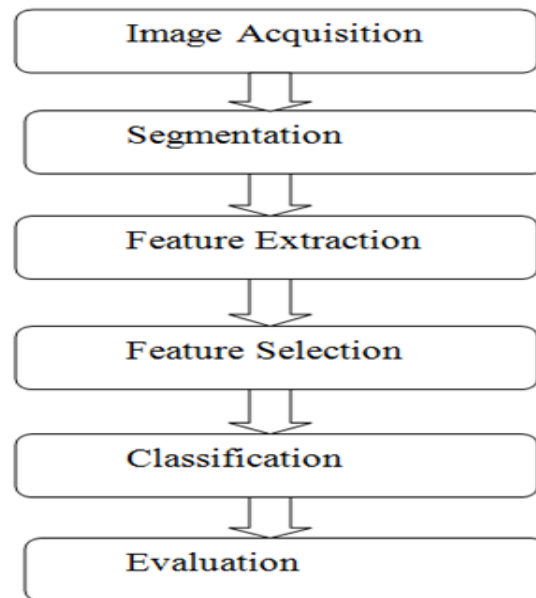 Image Acquisition
Segmentation
Feature Extraction
Feature Selection
Classification
Evaluation